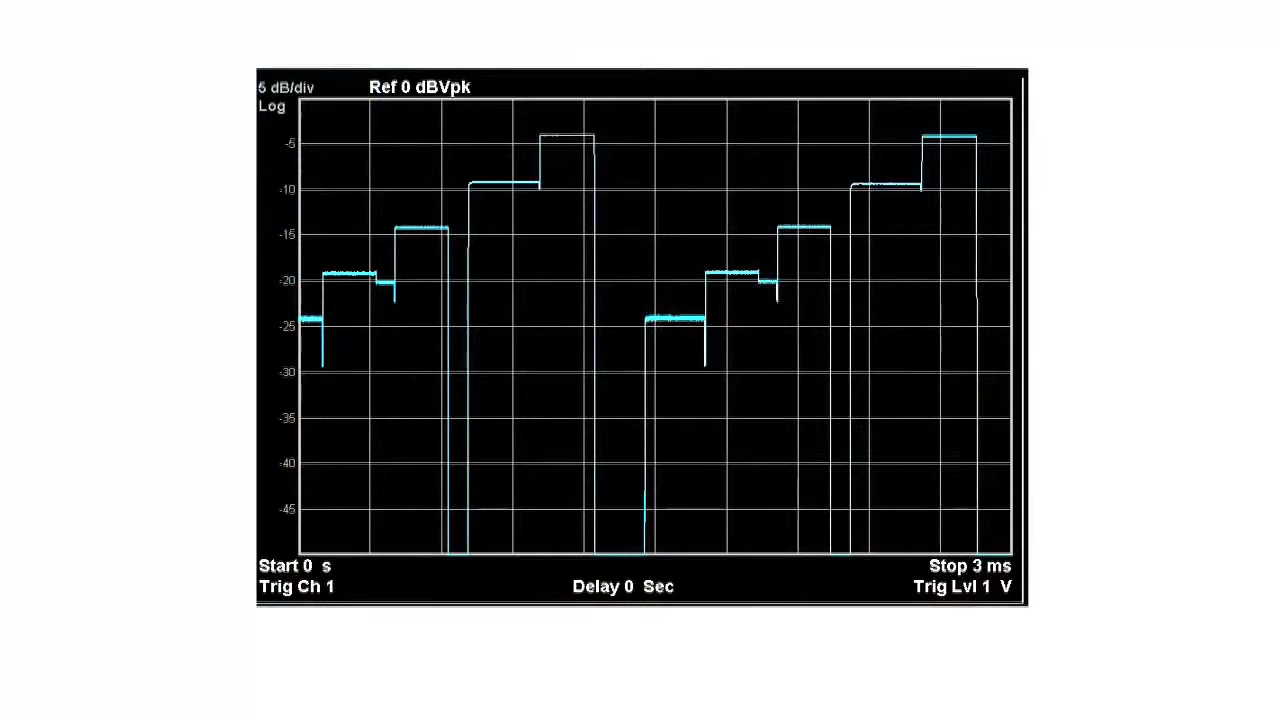 5 dB/div Ref 0 dBVpk
Log
-5
-10
-15
-20
-25
-30
-35
-40
-45
Start 0 s Stop 3 ms
Trig Ch 1 Delay 0 Sec Trig Lvl 1 V